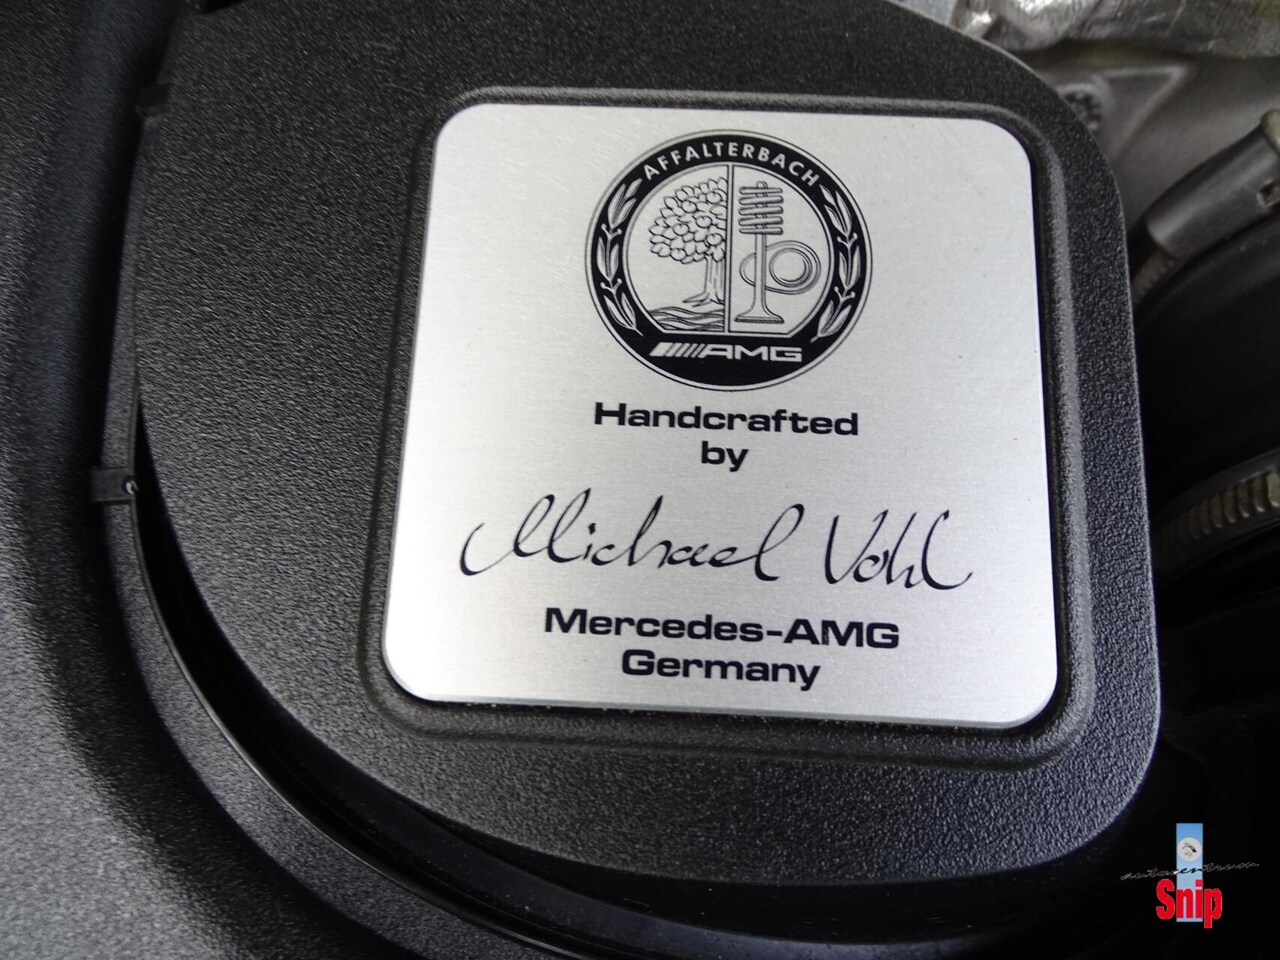 AFFALTERBACH
AMG
Handcrafted
by
Michael Vohl
Mercedes-AMG
Germany
Snip